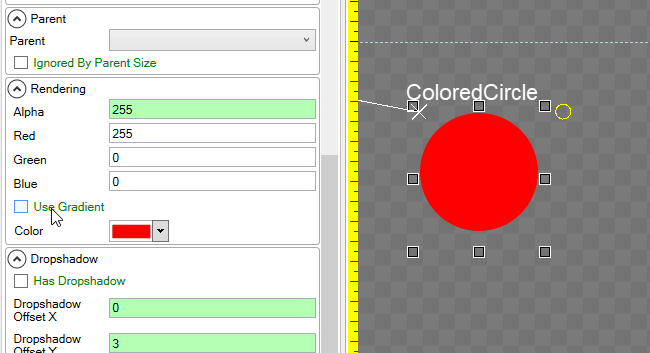 Parent
Parent
Ignored By Parent Size
Rendering
Alpha 255
Red 255
Green 0
Blue 0
Use Gradient
Color
Dropshadow
Has Dropshadow
Dropshadow
Offset X 0
Dropshadow
Offset Y 3
ColoredCircle